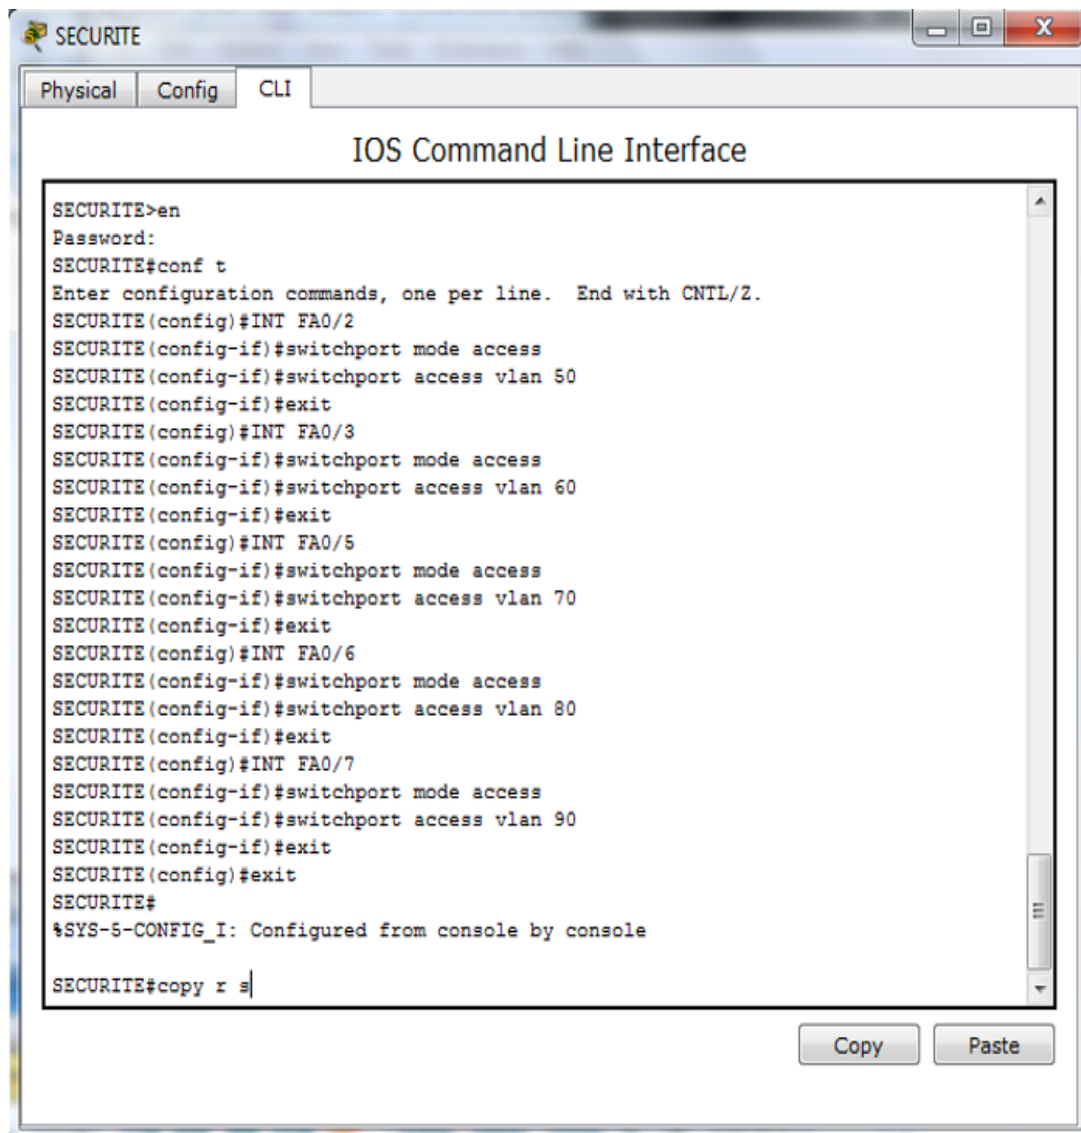 SECURITE
Physical Config CLI
IOS Command Line Interface
SECURITE>en
Password:
SECURITE#conf t
Enter configuration commands, one per line.  End with CNTL/Z.
SECURITE(config)#INT FA0/2
SECURITE(config-if)#switchport mode access
SECURITE(config-if)#switchport access vlan 50
SECURITE(config-if)#exit
SECURITE(config)#INT FA0/3
SECURITE(config-if)#switchport mode access
SECURITE(config-if)#switchport access vlan 60
SECURITE(config-if)#exit
SECURITE(config)#INT FA0/5
SECURITE(config-if)#switchport mode access
SECURITE(config-if)#switchport access vlan 70
SECURITE(config-if)#exit
SECURITE(config)#INT FA0/6
SECURITE(config-if)#switchport mode access
SECURITE(config-if)#switchport access vlan 80
SECURITE(config-if)#exit
SECURITE(config)#INT FA0/7
SECURITE(config-if)#switchport mode access
SECURITE(config-if)#switchport access vlan 90
SECURITE(config-if)#exit
SECURITE(config)#exit
SECURITE#
%SYS-5-CONFIG_I: Configured from console by console
SECURITE#copy r s
Copy Paste